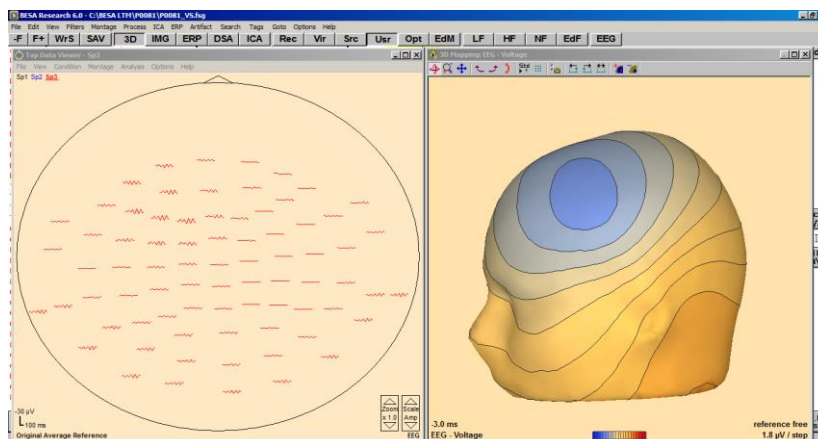 BESA Research 6.0 - C:\BESA LTM\P0081\P0081_VS.fsg
File Edit View Filters Montage Process ICA ERP Artifact Search Tags Goto Options Help
-F F+ WrS SAV 3D IMG ERP DSA ICA Rec Vir Src Usr Opt EdM LF HF NF EdF EEG
Top Data Viewer - Sp3
File View Condition Montage Analysis Options Help
Sp1 Sp2 Sp3
-30 µV
100 ms
Zoom
x 1.0
Scale
Amp
Original Average Reference
EEG
3D Mapping: EEG - Voltage
Std
-3.0 ms
reference free
EEG - Voltage
1.8 µV / step